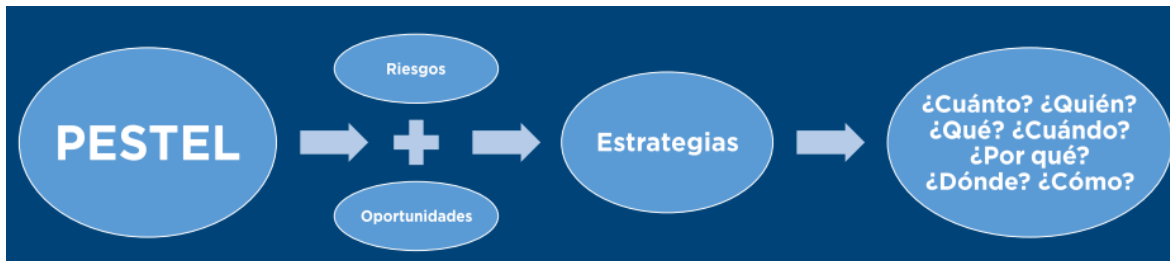 PESTEL
Riesgos
Oportunidades
Estrategias
¿Cuánto? ¿Quién?
¿Qué? ¿Cuándo?
¿Por qué?
¿Dónde? ¿Cómo?